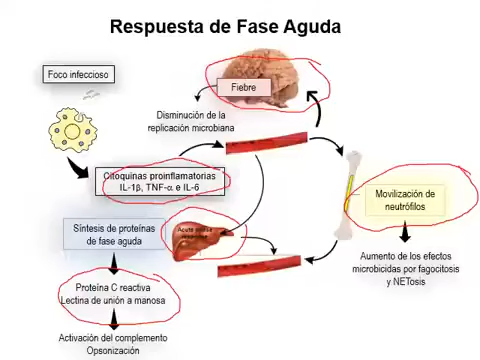 Respuesta de Fase Aguda
Foco infeccioso
Fiebre
Disminución de la
replicación microbiana
Citoquinas proinflamatorias
IL-1β, TNF-α e IL-6
Movilización de
neutrófilos
Síntesis de proteínas
de fase aguda
Acute phase
Aumento de los efectos
microbicidas por fagocitosis
y NETosis
Proteína C reactiva
Lectina de unión a manosa
Activación del complemento
Opsonización